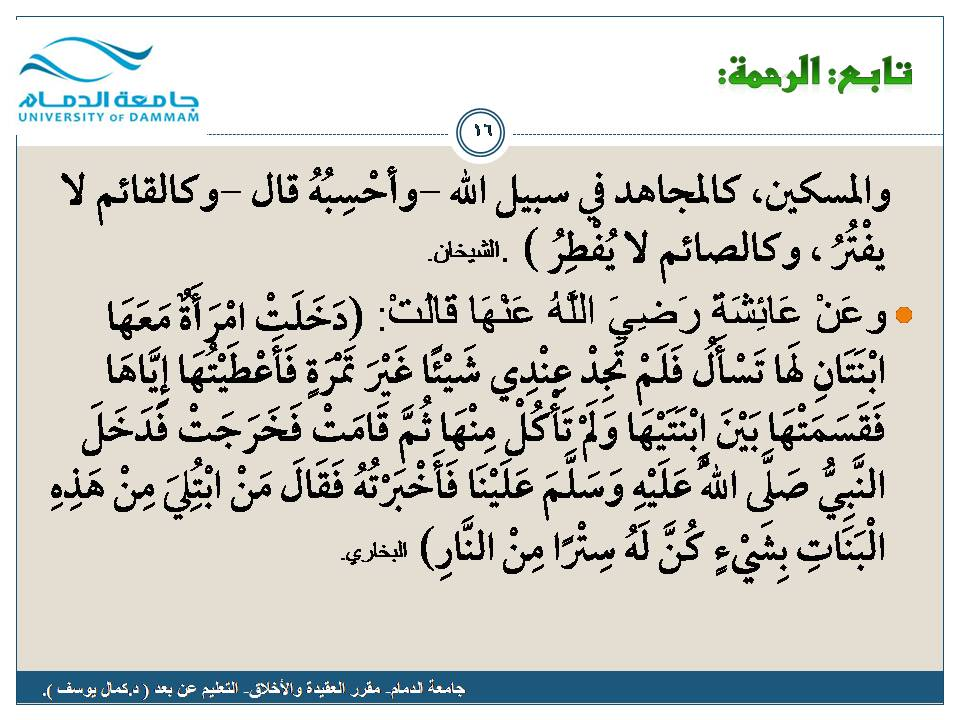 جامعة الدمام
UNIVERSITY OF DAMMAM
تابع: الرحمة:
١٦
والمسكين، كالمجاهد في سبيل الله –وأَحْسِبُهُ قال –وكالقائم لا
يفْتُرُ ، وكالصائم لا يُفْطِرُ ) .الشيخان.
وعَنْ عَائِشَةَ رَضِيَ اللَّهُ عَنْهَا قَالَتْ: (دَخَلَتْ امْرَأَةٌ مَعَهَا
ابْنَتَانِ لَهَا تَسْأَلُ فَلَمْ تَجِدْ عِنْدِي شَيْئًا غَيْرَ تَمْرَةٍ فَأَعْطَيْتُهَا إِيَّاهَا
فَقَسَمَتْهَا بَيْنَ ابْنَتَيْهَا وَلَمْ تَأْكُلْ مِنْهَا ثُمَّ قَامَتْ فَخَرَجَتْ فَدَخَلَ
النَّبِيُّ صَلَّى اللهُ عَلَيْهِ وَسَلَّمَ عَلَيْنَا فَأَخْبَرْتُهُ فَقَالَ مَنْ ابْتُلِيَ مِنْ هَذِهِ
الْبَنَاتِ بِشَيْءٍ كُنَّ لَهُ سِتْرًا مِنْ النَّارِ) البخاري.
جامعة الدمام- مقرر العقيدة والأخلاق- التعليم عن بعد ( د.كمال يوسف ).